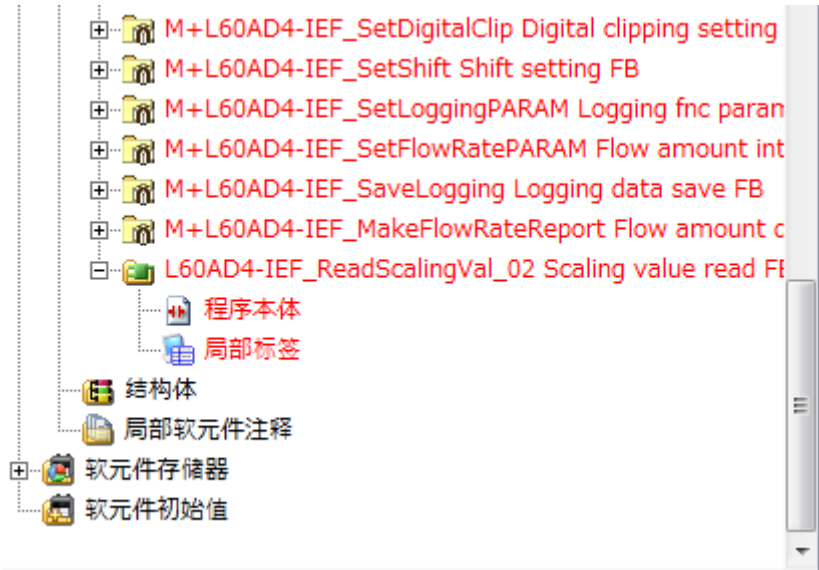 M+L60AD4-IEF_SetDigitalClip Digital clipping setting
M+L60AD4-IEF_SetShift Shift setting FB
M+L60AD4-IEF_SetLoggingPARAM Logging fnc param
M+L60AD4-IEF_SetFlowRatePARAM Flow amount int
M+L60AD4-IEF_SaveLogging Logging data save FB
M+L60AD4-IEF_MakeFlowRateReport Flow amount c
L60AD4-IEF_ReadScalingVal_02 Scaling value read FB
程序本体
局部标签
结构体
局部软元件注释
软元件存储器
软元件初始值